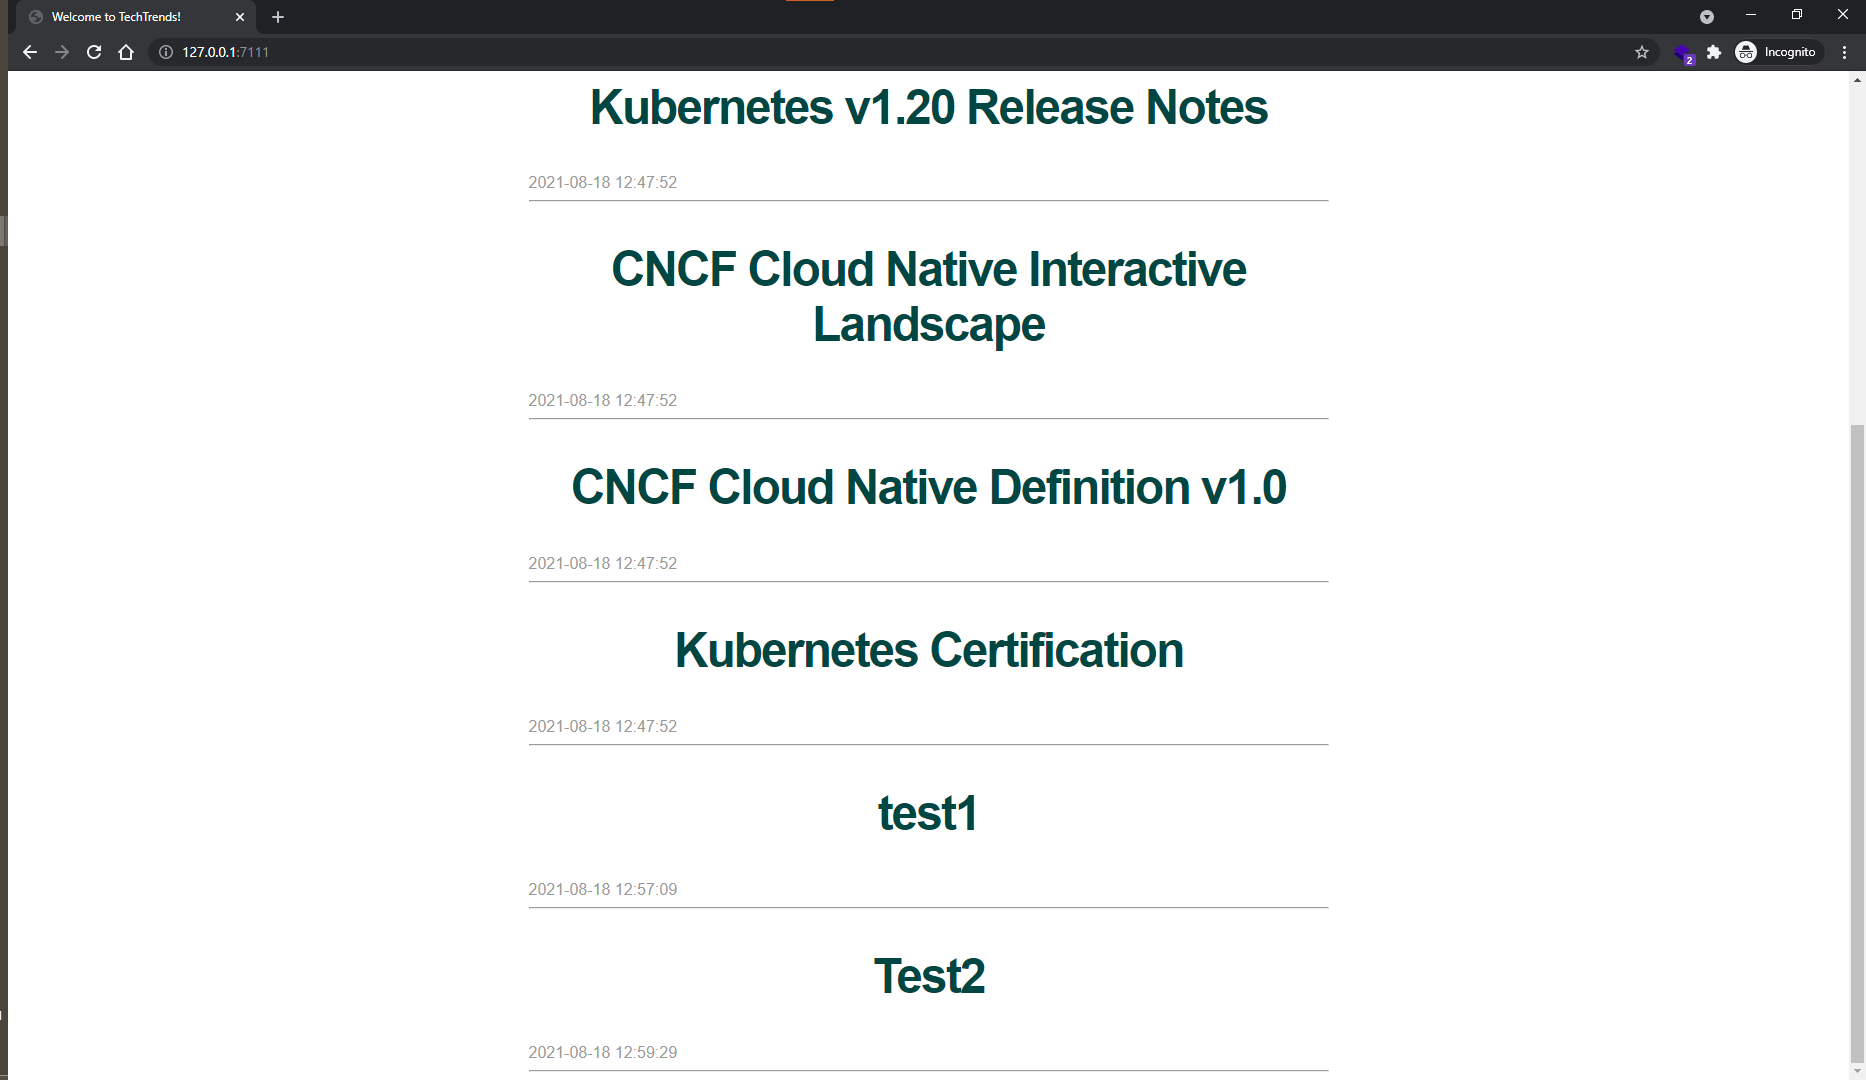 Welcome to TechTrends!
127.0.0.1:7111
2
Incognito
Kubernetes v1.20 Release Notes
2021-08-18 12:47:52
CNCF Cloud Native Interactive
Landscape
2021-08-18 12:47:52
CNCF Cloud Native Definition v1.0
2021-08-18 12:47:52
Kubernetes Certification
2021-08-18 12:47:52
test1
2021-08-18 12:57:09
Test2
2021-08-18 12:59:29